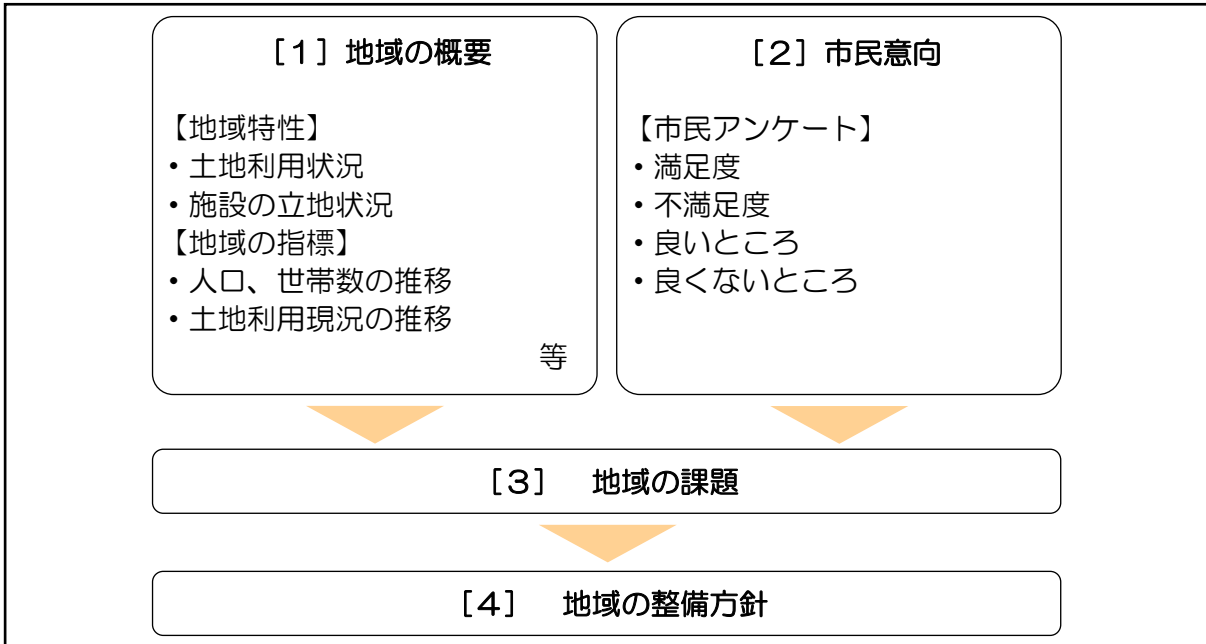 ［１］地域の概要
【地域特性】
・土地利用状況
・施設の立地状況
【地域の指標】
・人口、世帯数の推移
・土地利用現況の推移
等
［２］市民意向
【市民アンケート】
・満足度
・不満足度
・良いところ
・良くないところ
［３］　地域の課題
［４］　地域の整備方針